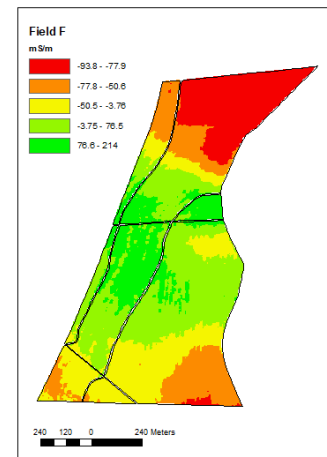 Field F
mS/m
-93.8 - -77.9
-77.8 - -50.6
-50.5 - -3.76
-3.75 - 76.5
76.6 - 214
240 120 0 240 Meters